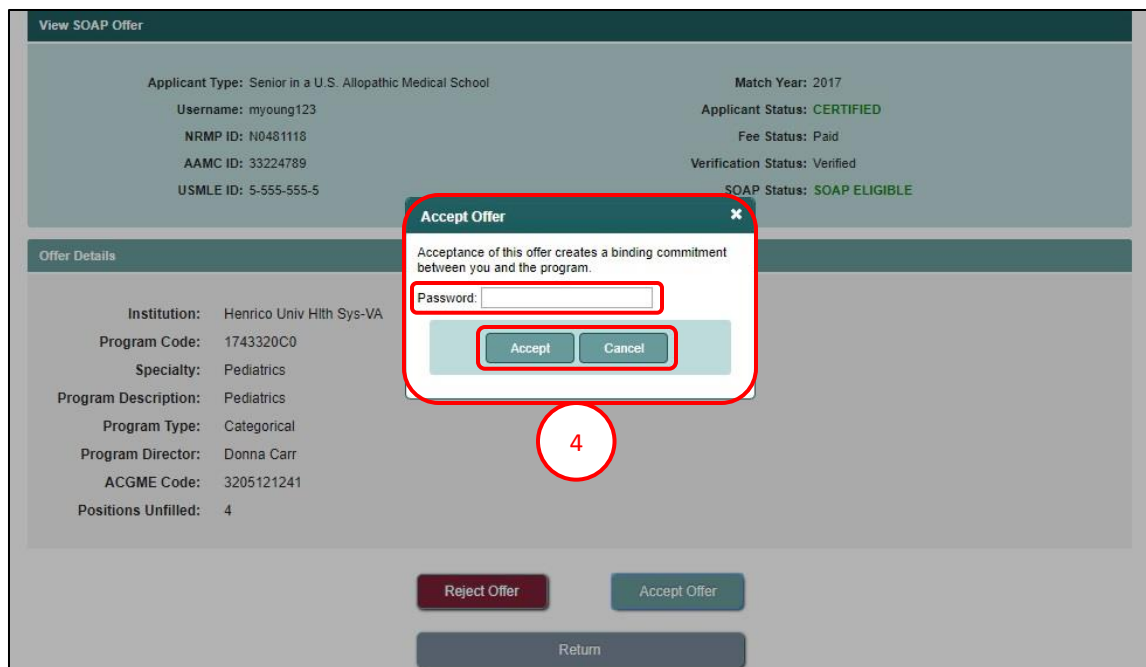 View SOAP Offer
Applicant Type: Senior in a U.S. Allopathic Medical School
Match Year: 2017
Username: myoung123
Applicant Status: CERTIFIED
NRMP ID: N0481118
Fee Status: Paid
AAMC ID: 33224789
Verification Status: Verified
USMLE ID: 5-555-555-5
SOAP Status: SOAP ELIGIBLE
Accept Offer
Acceptance of this offer creates a binding commitment
between you and the program.
Password:
Accept Cancel
4
Offer Details
Institution: Henrico Univ Hlth Sys-VA
Program Code: 1743320C0
Specialty: Pediatrics
Program Description: Pediatrics
Program Type: Categorical
Program Director: Donna Carr
ACGME Code: 3205121241
Positions Unfilled: 4
Reject Offer Accept Offer
Return